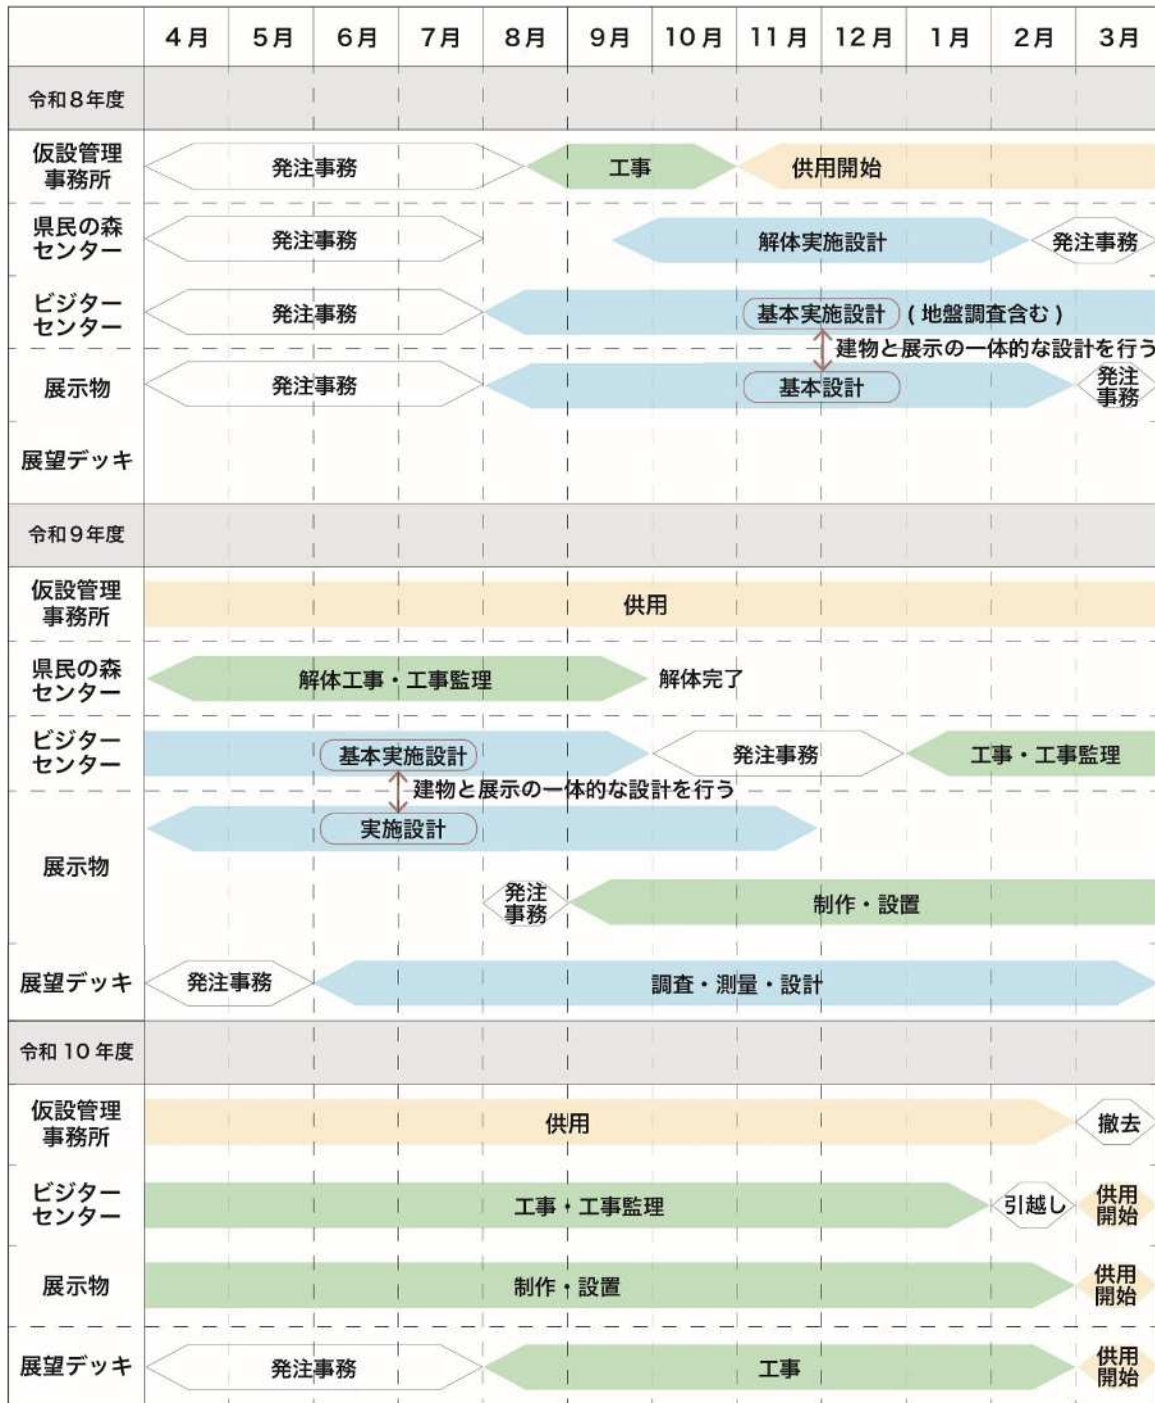 4月 5月 6月 7月 8月 9月 10月 11月 12月 1月 2月 3月
令和8年度
仮設管理
事務所
発注事務 工事 供用開始
県民の森
センター
発注事務 解体実施設計 発注事務
ビジター
センター
発注事務 基本実施設計 (地盤調査含む)
建物と展示の一体的な設計を行う
展示物
発注事務 基本設計
発注
事務
展望デッキ
令和9年度
仮設管理
事務所
供用
県民の森
センター
解体工事・工事監理 解体完了
ビジター
センター
基本実施設計 発注事務 工事・工事監理
建物と展示の一体的な設計を行う
展示物
実施設計
発注
事務
制作・設置
展望デッキ
発注事務 調査・測量・設計
令和10年度
仮設管理
事務所
供用 撤去
ビジター
センター
工事・工事監理 引越し
供用
開始
展示物
制作・設置
供用
開始
展望デッキ
発注事務 工事
供用
開始